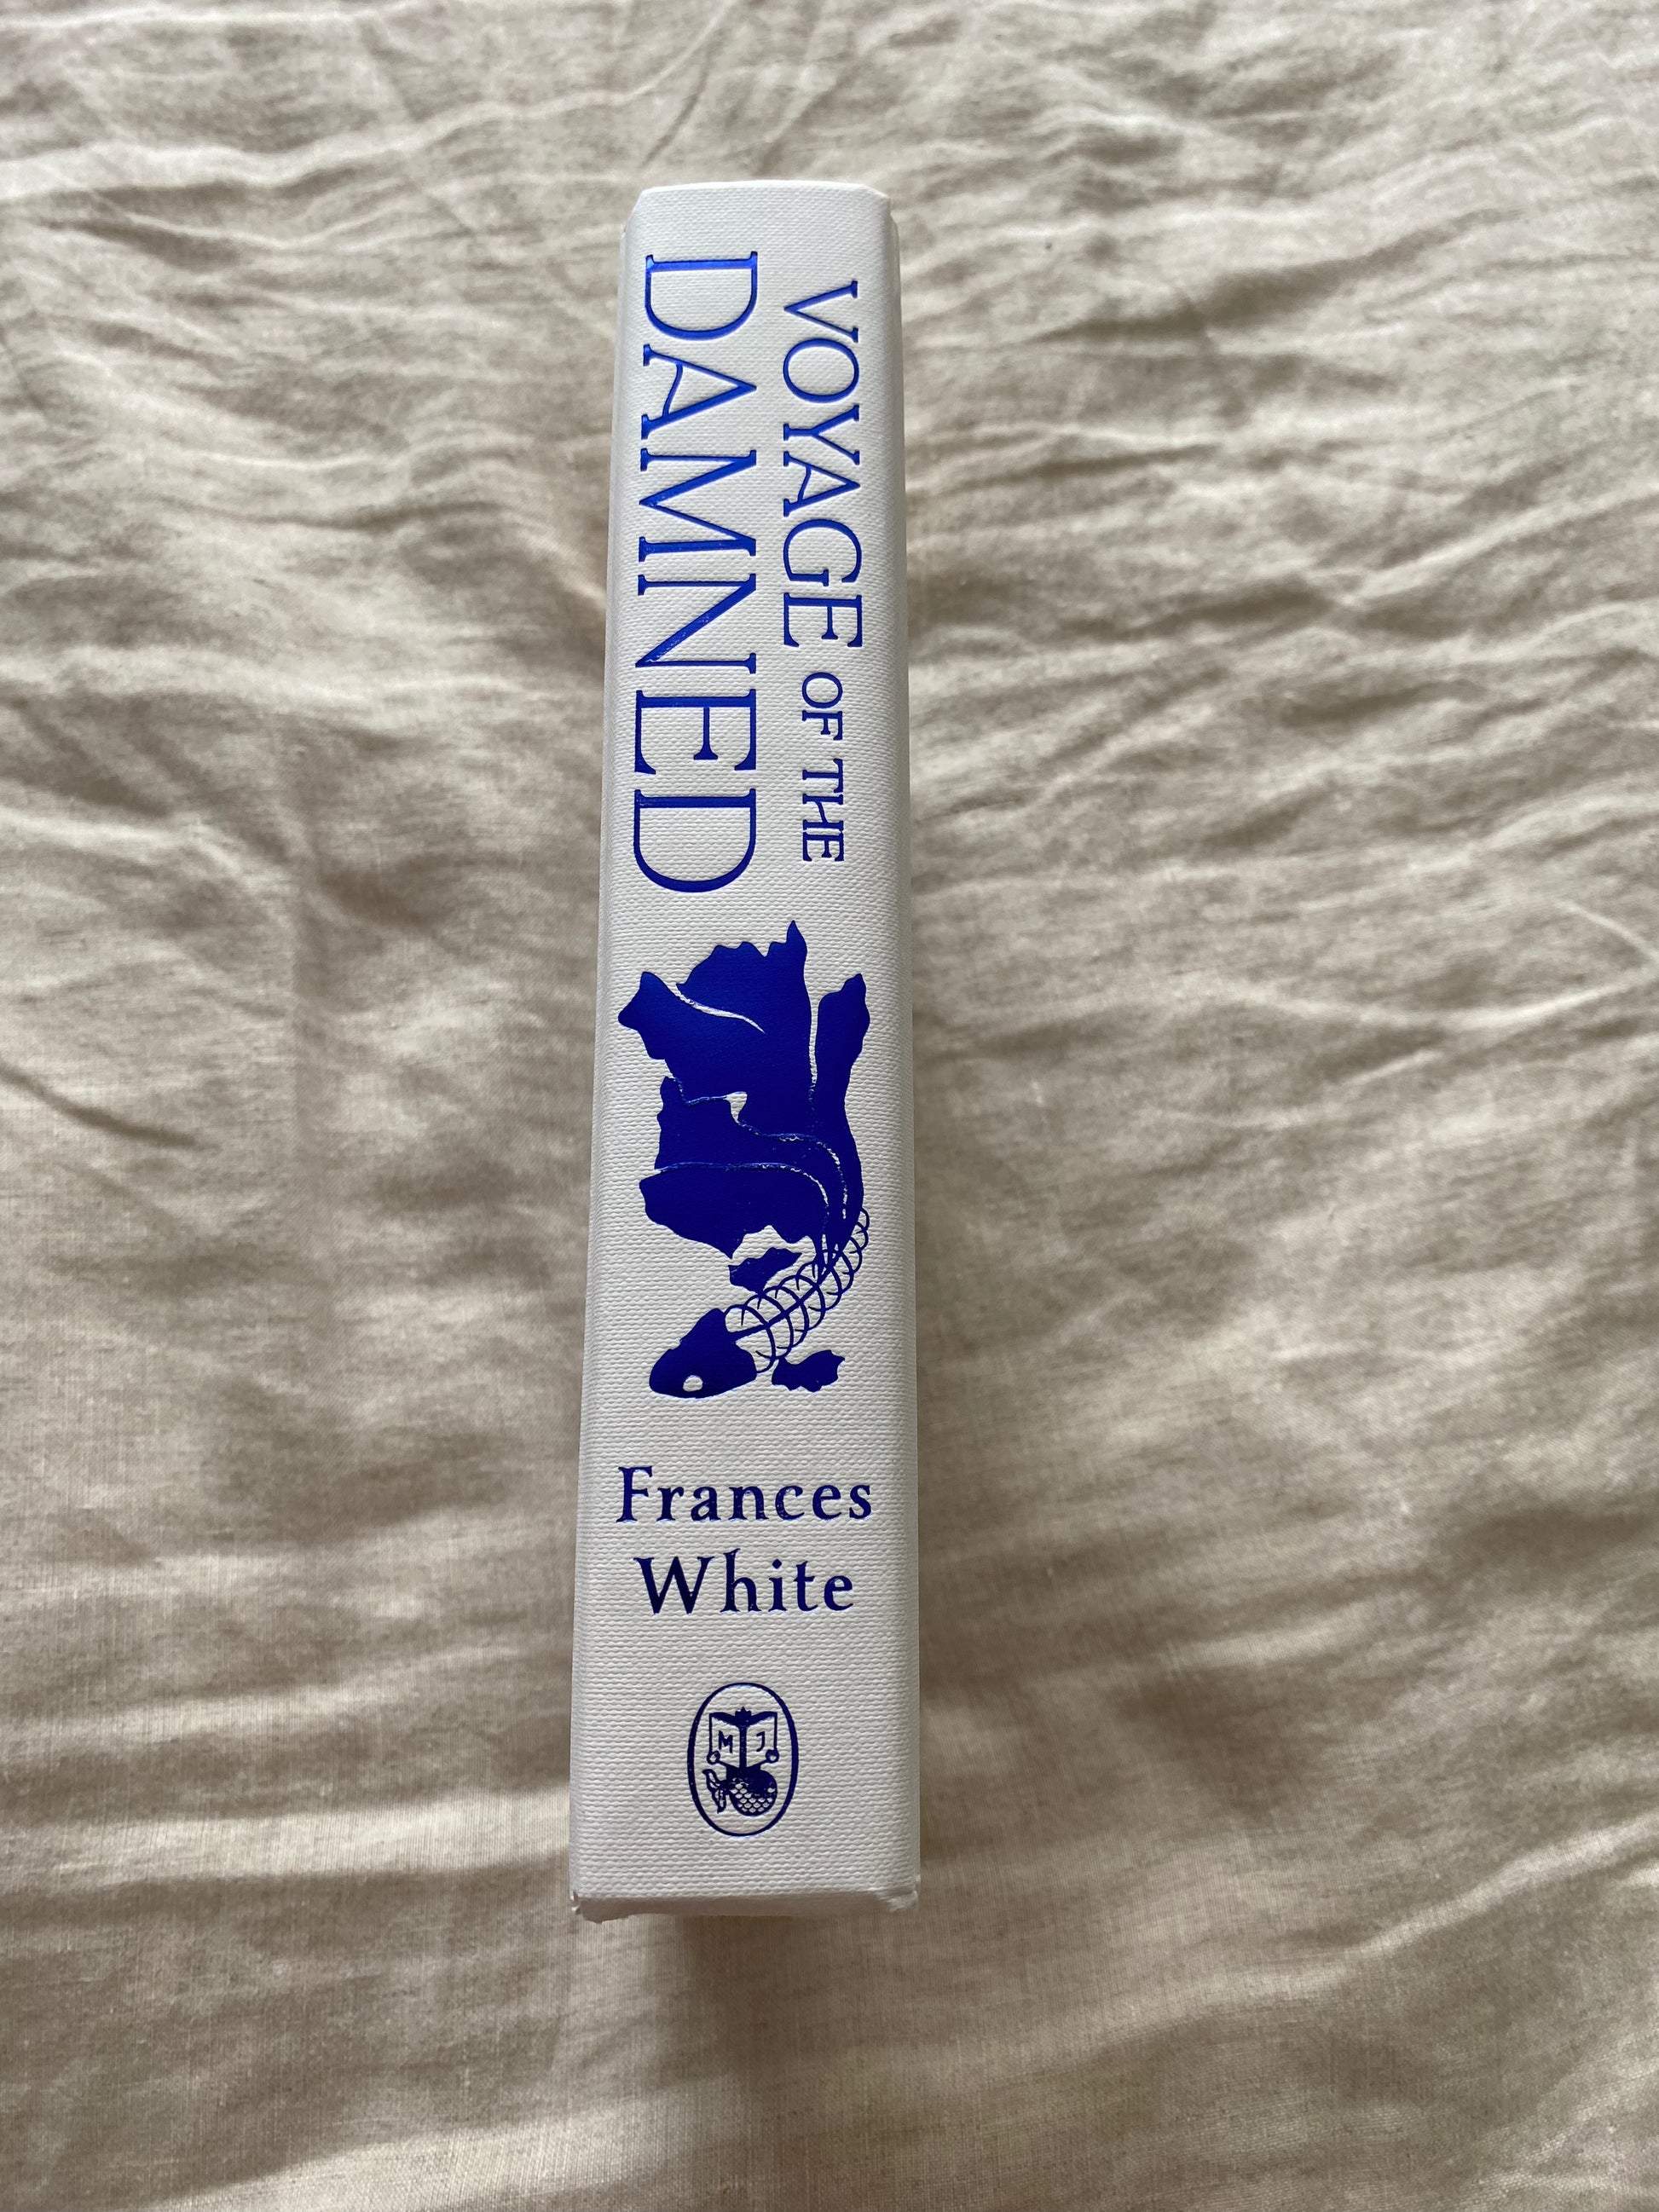 VOYAGE OF THE
DAMNED
Frances
White
M J